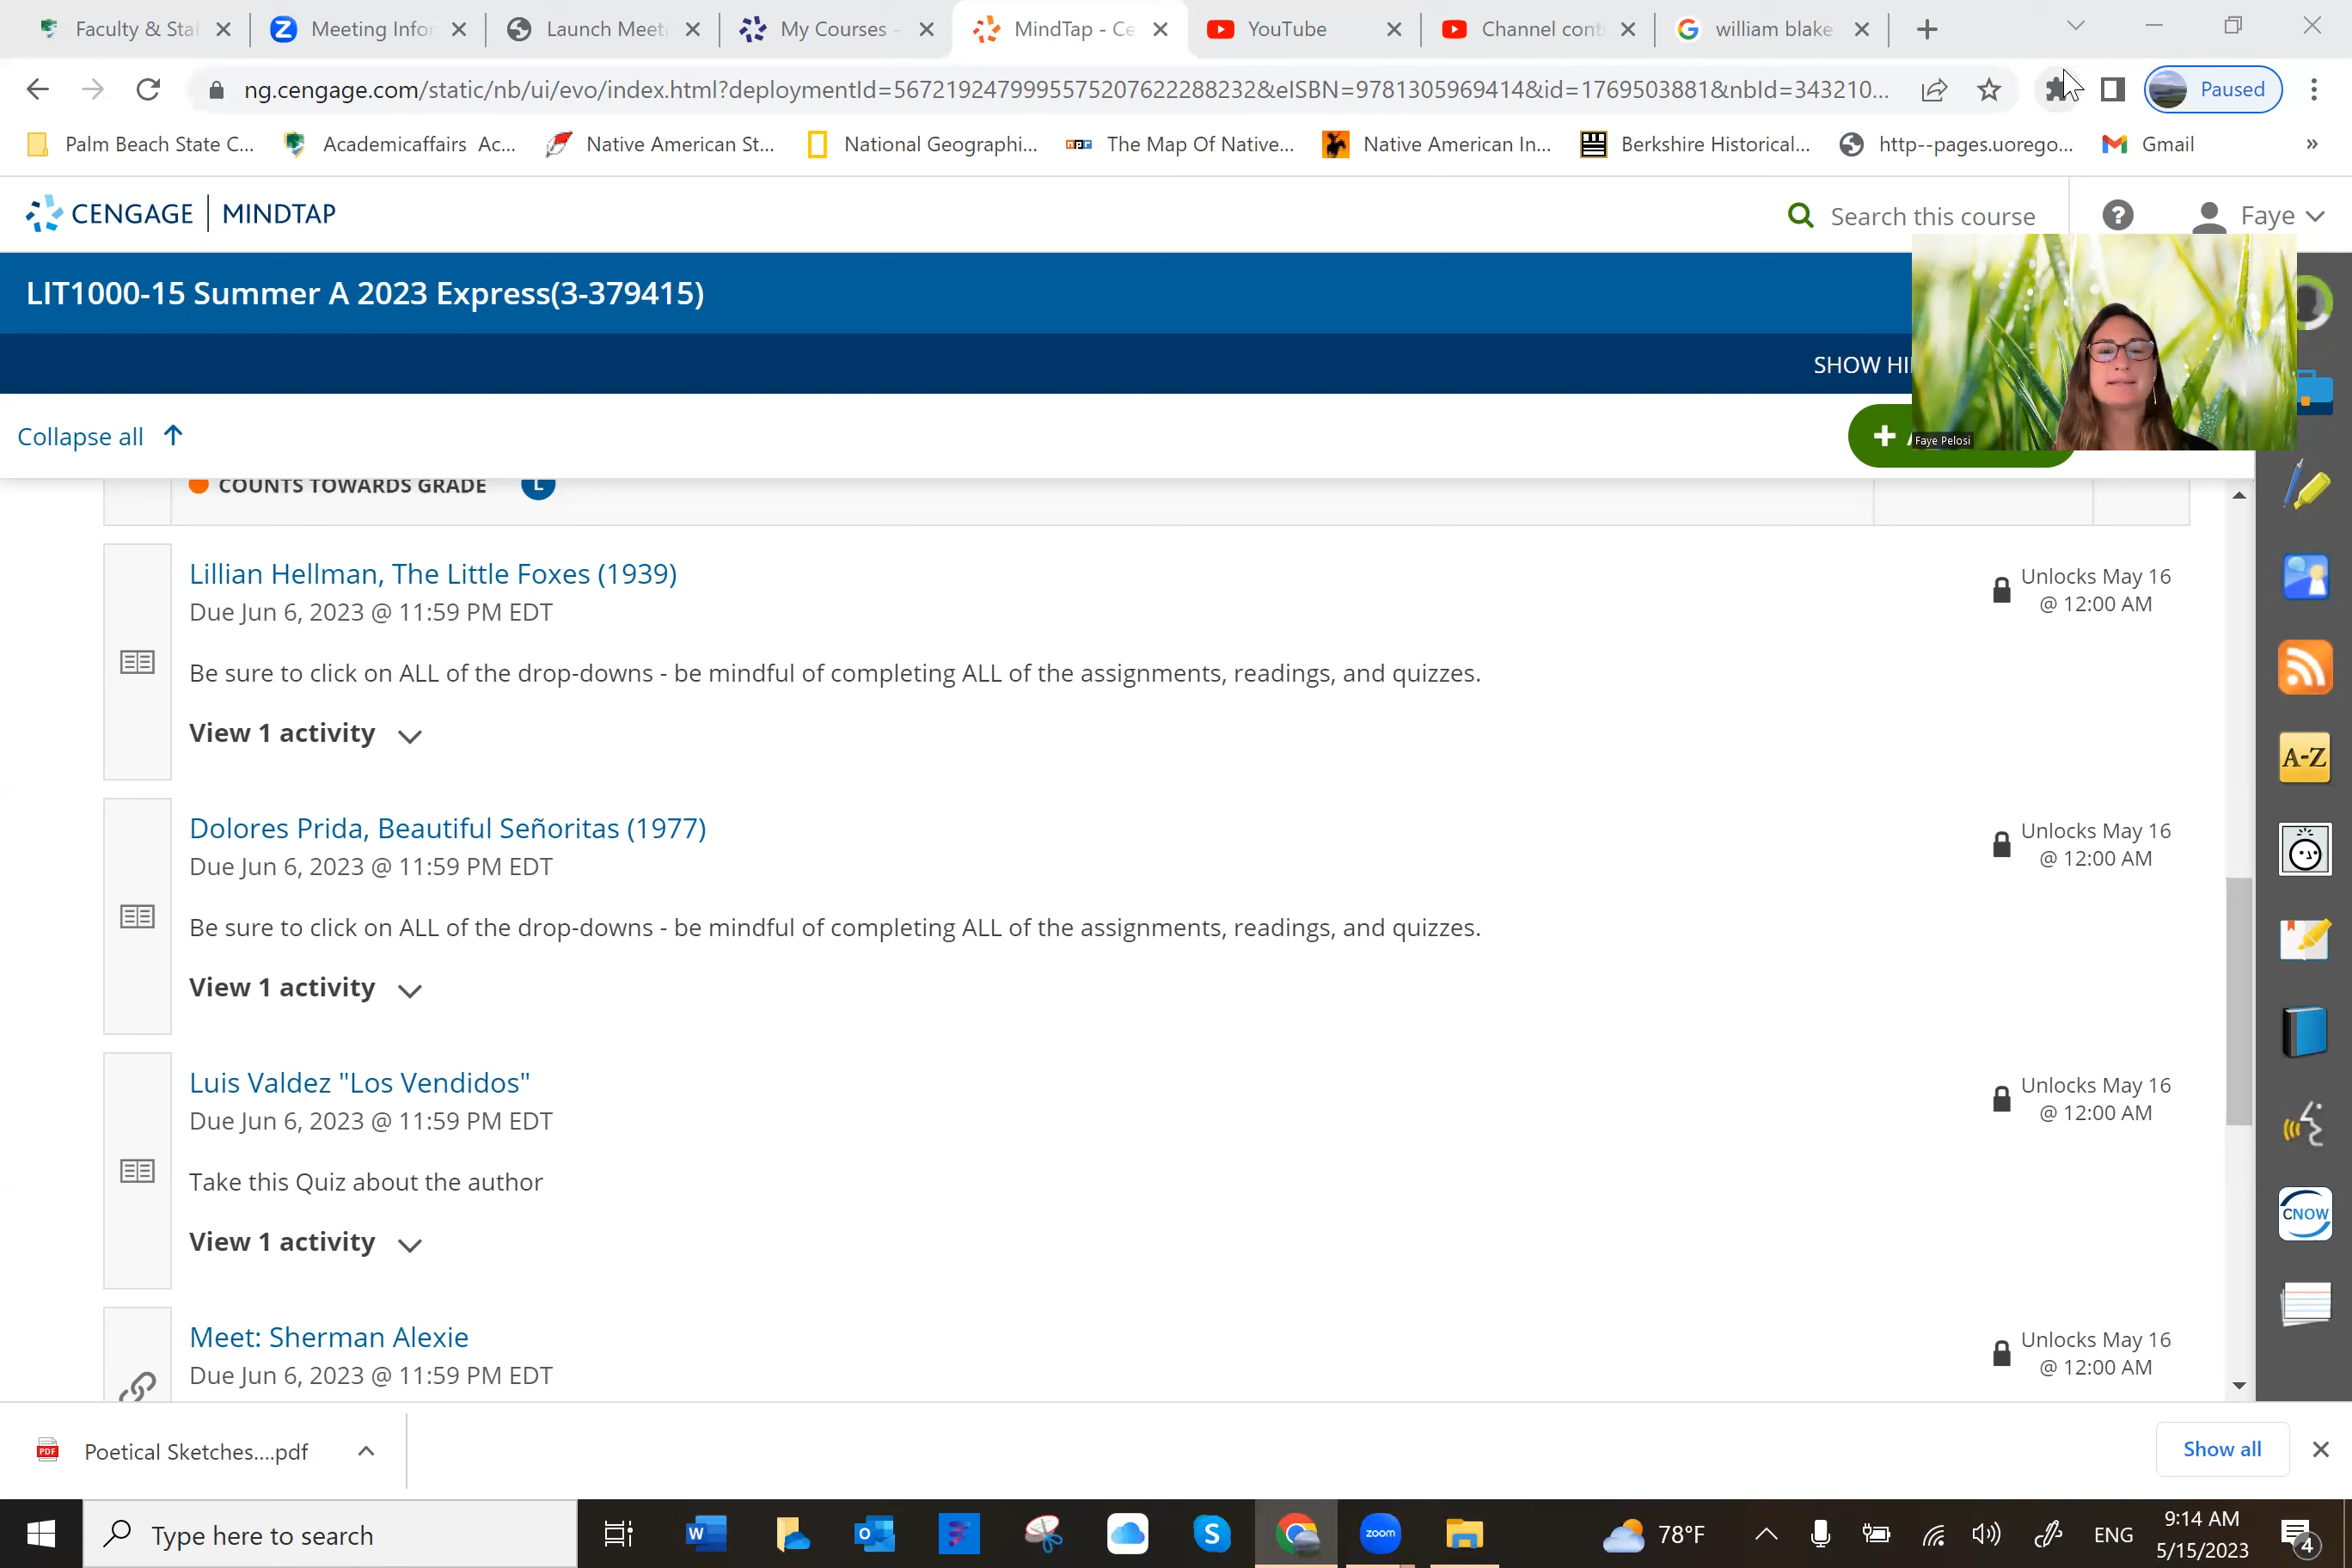 Faculty & Sta
Meeting Infor
Launch Meet
My Courses -
MindTap - Ce
YouTube
Channel cont
william blake
ng.cengage.com/static/nb/ui/evo/index.html?deploymentId=5672192479995575207622288232&eISBN=9781305969414&id=1769503881&nbId=343210...
Paused
Palm Beach State C...
Academicaffairs Ac...
Native American St...
National Geographi...
npr
The Map Of Native...
Native American In...
Berkshire Historical...
http--pages.uorego...
Gmail
»
CENGAGE | MINDTAP
Search this course
?
Faye
LIT1000-15 Summer A 2023 Express(3-379415)
SHOW HI
Faye Pelosi
Collapse all
+
COUNTS TOWARDS GRADE
L
Lillian Hellman, The Little Foxes (1939)
Due Jun 6, 2023 @ 11:59 PM EDT
Unlocks May 16
@ 12:00 AM
Be sure to click on ALL of the drop-downs - be mindful of completing ALL of the assignments, readings, and quizzes.
View 1 activity
A-Z
Dolores Prida, Beautiful Señoritas (1977)
Due Jun 6, 2023 @ 11:59 PM EDT
Unlocks May 16
@ 12:00 AM
Be sure to click on ALL of the drop-downs - be mindful of completing ALL of the assignments, readings, and quizzes.
View 1 activity
Luis Valdez "Los Vendidos"
Due Jun 6, 2023 @ 11:59 PM EDT
Unlocks May 16
@ 12:00 AM
Take this Quiz about the author
View 1 activity
CNOW
Meet: Sherman Alexie
Due Jun 6, 2023 @ 11:59 PM EDT
Unlocks May 16
@ 12:00 AM
PDF
Poetical Sketches....pdf
Show all
Type here to search
zoom
78°F
ENG
9:14 AM
5/15/2023
4